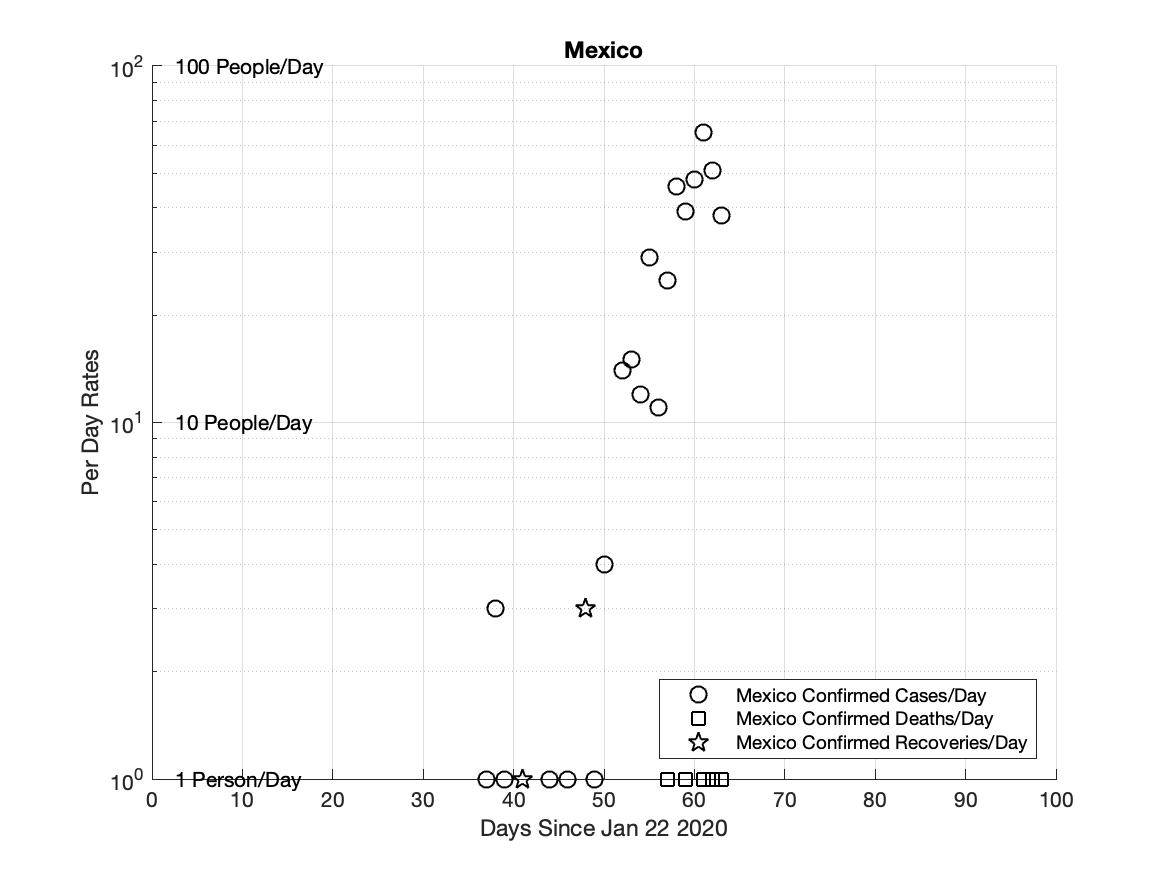 Mexico
10²
100 People/Day
10¹
10 People/Day
Per Day Rates
Mexico Confirmed Cases/Day
Mexico Confirmed Deaths/Day
Mexico Confirmed Recoveries/Day
10⁰
1 Person/Day
0 10 20 30 40 50 60 70 80 90 100
Days Since Jan 22 2020